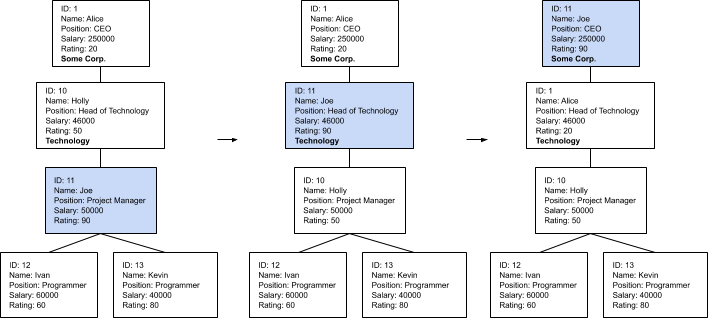 ID: 1
Name: Alice
Position: CEO
Salary: 250000
Rating: 20
Some Corp.
ID: 10
Name: Holly
Position: Head of Technology
Salary: 46000
Rating: 50
Technology
ID: 11
Name: Joe
Position: Project Manager
Salary: 50000
Rating: 90
ID: 12
Name: Ivan
Position: Programmer
Salary: 60000
Rating: 60
ID: 13
Name: Kevin
Position: Programmer
Salary: 40000
Rating: 80
ID: 1
Name: Alice
Position: CEO
Salary: 250000
Rating: 20
Some Corp.
ID: 11
Name: Joe
Position: Head of Technology
Salary: 46000
Rating: 90
Technology
ID: 10
Name: Holly
Position: Project Manager
Salary: 50000
Rating: 50
ID: 12
Name: Ivan
Position: Programmer
Salary: 60000
Rating: 60
ID: 13
Name: Kevin
Position: Programmer
Salary: 40000
Rating: 80
ID: 11
Name: Joe
Position: CEO
Salary: 250000
Rating: 90
Some Corp.
ID: 1
Name: Alice
Position: Head of Technology
Salary: 46000
Rating: 20
Technology
ID: 10
Name: Holly
Position: Project Manager
Salary: 50000
Rating: 50
ID: 12
Name: Ivan
Position: Programmer
Salary: 60000
Rating: 60
ID: 13
Name: Kevin
Position: Programmer
Salary: 40000
Rating: 80